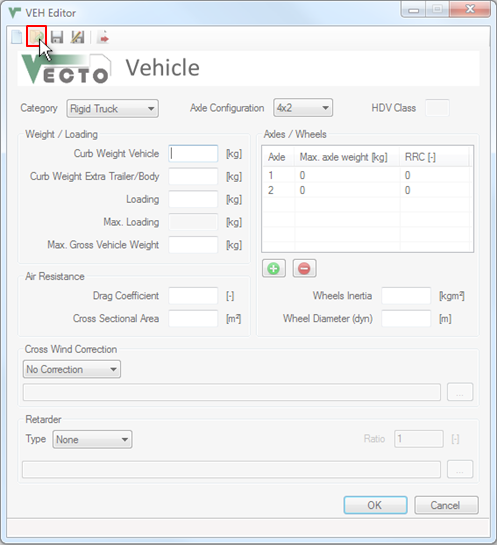 VEH Editor
VECTO Vehicle
Category Rigid Truck Axle Configuration 4x2 HDV Class
Weight / Loading
Curb Weight Vehicle [kg]
Curb Weight Extra Trailer/Body [kg]
Loading [kg]
Max. Loading [kg]
Max. Gross Vehicle Weight [kg]
Axles / Wheels
Axle Max. axle weight [kg] RRC [-]
1 0 0
2 0 0
Air Resistance
Drag Coefficient [-]
Cross Sectional Area [m²]
Wheels Inertia [kgm²]
Wheel Diameter (dyn) [m]
Cross Wind Correction
No Correction
...
Retarder
Type None Ratio 1 [-]
...
OK Cancel